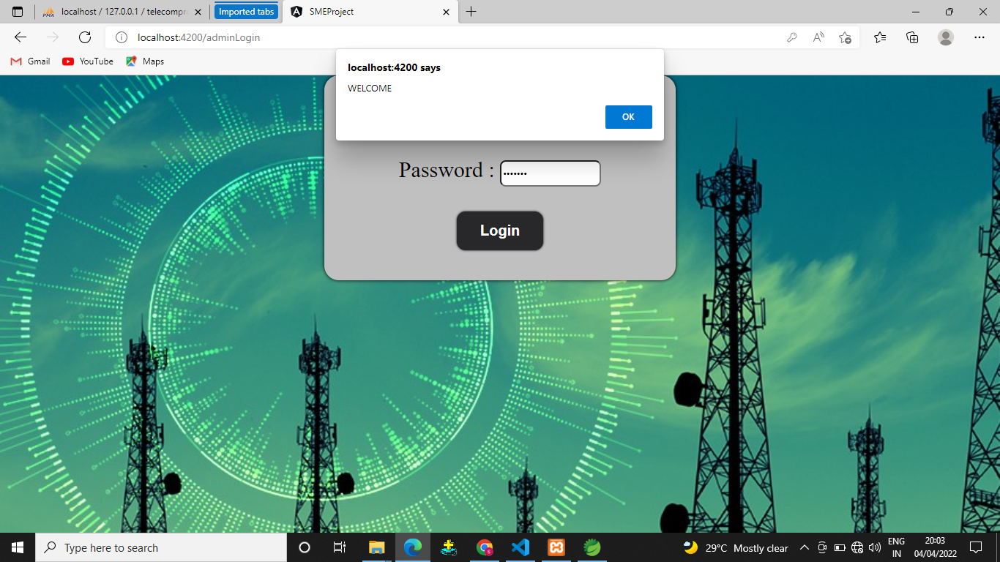 localhost / 127.0.0.1 / telecompro
Imported tabs
SMEProject
localhost:4200/adminLogin
Gmail
YouTube
Maps
localhost:4200 says
WELCOME
OK
Password :
Login
Type here to search
29°C Mostly clear
ENG
IN
20:03
04/04/2022